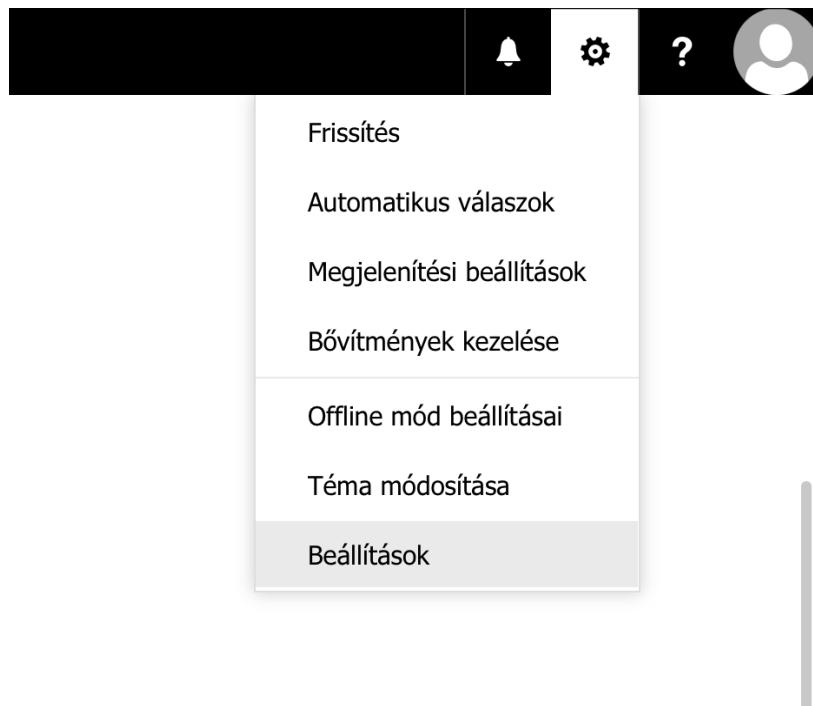 ?
Frissítés
Automatikus válaszok
Megjelenítési beállítások
Bővítmények kezelése
Offline mód beállításai
Téma módosítása
Beállítások